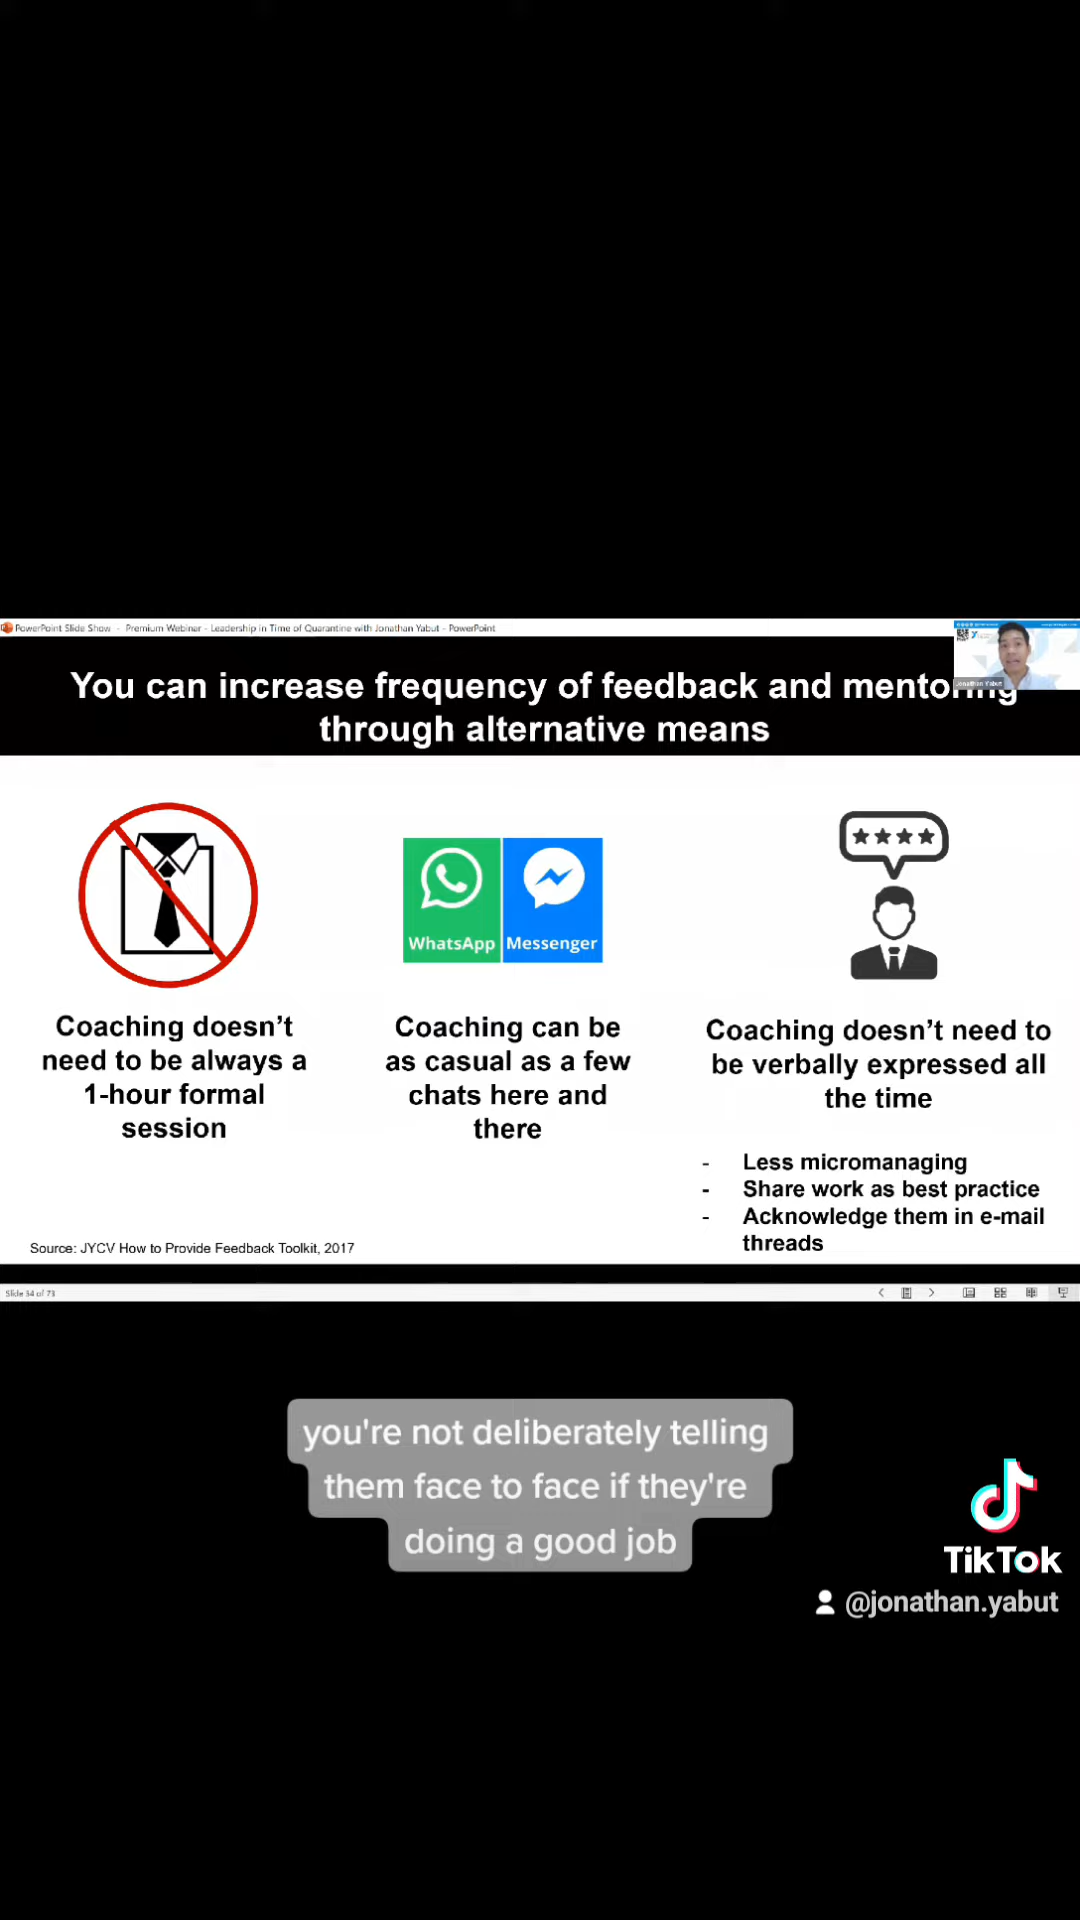 PowerPoint Slide Show - Premium Webinar - Leadership in Time of Quarantine with Jonathan Yabut - PowerPoint
You can increase frequency of feedback and mentoring
through alternative means
Jonathan Yabut
WhatsApp Messenger
Coaching doesn’t
need to be always a
1-hour formal
session
Coaching can be
as casual as a few
chats here and
there
Coaching doesn’t need to
be verbally expressed all
the time
- Less micromanaging
- Share work as best practice
- Acknowledge them in e-mail
threads
Source: JYCV How to Provide Feedback Toolkit, 2017
Slide 34 of 73
you're not deliberately telling
them face to face if they're
doing a good job
TikTok
@jonathan.yabut